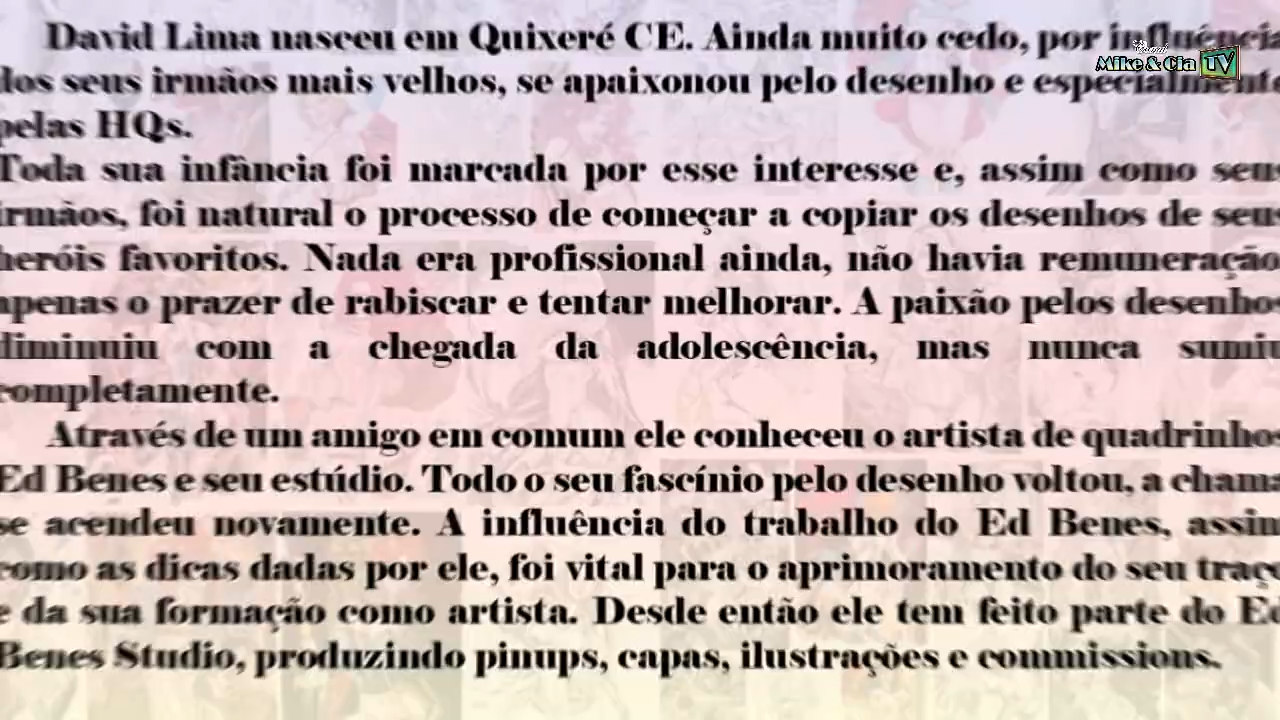 David Lima nasceu em Quixeré CE. Ainda muito cedo, por influência
dos seus irmãos mais velhos, se apaixonou pelo desenho e especialmente
pelas HQs.
Toda sua infância foi marcada por esse interesse e, assim como seus
irmãos, foi natural o processo de começar a copiar os desenhos de seus
heróis favoritos. Nada era profissional ainda, não havia remuneração,
apenas o prazer de rabiscar e tentar melhorar. A paixão pelos desenhos
diminuiu com a chegada da adolescência, mas nunca sumiu
completamente.
Através de um amigo em comum ele conheceu o artista de quadrinhos
Ed Benes e seu estúdio. Todo o seu fascínio pelo desenho voltou, a chama
se acendeu novamente. A influência do trabalho do Ed Benes, assim
como as dicas dadas por ele, foi vital para o aprimoramento do seu traço
e da sua formação como artista. Desde então ele tem feito parte do Ed
Benes Studio, produzindo pinups, capas, ilustrações e commissions.
Mike & Cia TV